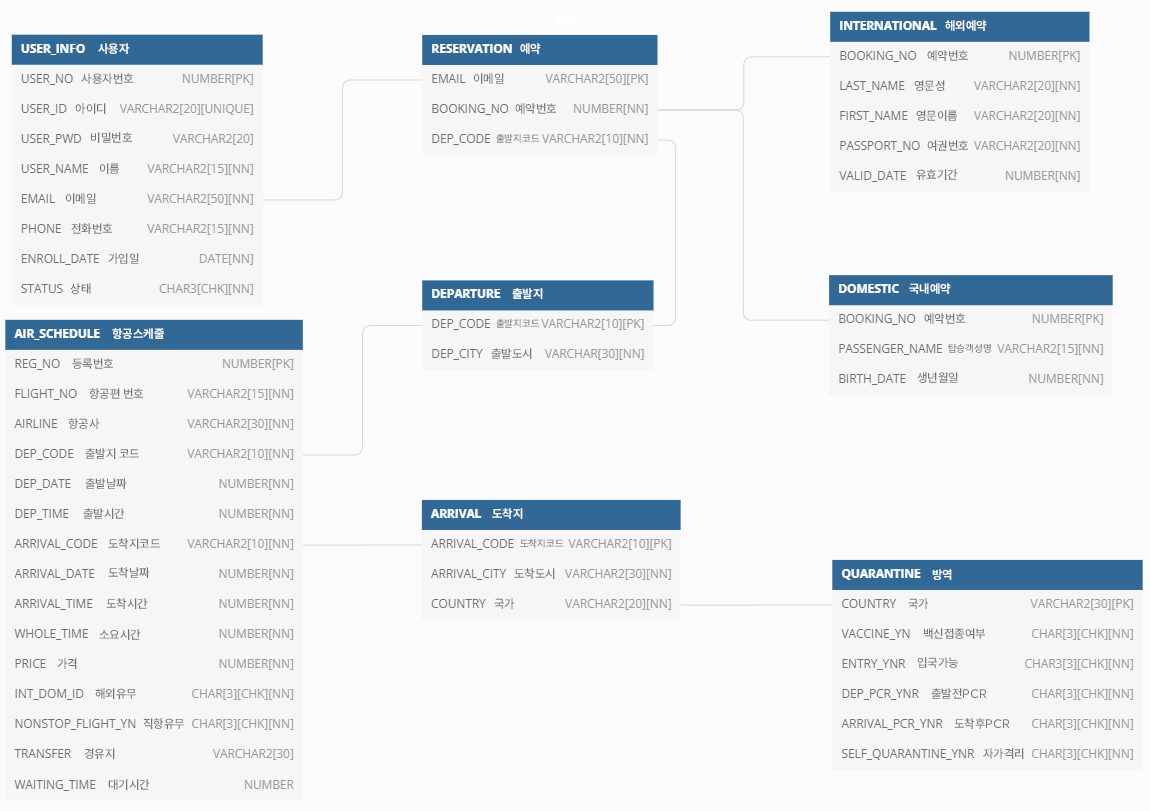 USER_INFO 사용자
USER_NO 사용자번호 NUMBER[PK]
USER_ID 아이디 VARCHAR2[20][UNIQUE]
USER_PWD 비밀번호 VARCHAR2[20]
USER_NAME 이름 VARCHAR2[15][NN]
EMAIL 이메일 VARCHAR2[50][NN]
PHONE 전화번호 VARCHAR2[15][NN]
ENROLL_DATE 가입일 DATE[NN]
STATUS 상태 CHAR3[CHK][NN]
RESERVATION 예약
EMAIL 이메일 VARCHAR2[50][PK]
BOOKING_NO 예약번호 NUMBER[NN]
DEP_CODE 출발지코드 VARCHAR2[10][NN]
INTERNATIONAL 해외예약
BOOKING_NO 예약번호 NUMBER[PK]
LAST_NAME 영문성 VARCHAR2[20][NN]
FIRST_NAME 영문이름 VARCHAR2[20][NN]
PASSPORT_NO 여권번호 VARCHAR2[20][NN]
VALID_DATE 유효기간 NUMBER[NN]
DEPARTURE 출발지
DEP_CODE 출발지코드 VARCHAR2[10][PK]
DEP_CITY 출발도시 VARCHAR[30][NN]
DOMESTIC 국내예약
BOOKING_NO 예약번호 NUMBER[PK]
PASSENGER_NAME 탑승객성명 VARCHAR2[15][NN]
BIRTH_DATE 생년월일 NUMBER[NN]
AIR_SCHEDULE 항공스케줄
REG_NO 등록번호 NUMBER[PK]
FLIGHT_NO 항공편 번호 VARCHAR2[15][NN]
AIRLINE 항공사 VARCHAR2[30][NN]
DEP_CODE 출발지 코드 VARCHAR2[10][NN]
DEP_DATE 출발날짜 NUMBER[NN]
DEP_TIME 출발시간 NUMBER[NN]
ARRIVAL_CODE 도착지코드 VARCHAR2[10][NN]
ARRIVAL_DATE 도착날짜 NUMBER[NN]
ARRIVAL_TIME 도착시간 NUMBER[NN]
WHOLE_TIME 소요시간 NUMBER[NN]
PRICE 가격 NUMBER[NN]
INT_DOM_ID 해외유무 CHAR[3][CHK][NN]
NONSTOP_FLIGHT_YN 직항유무 CHAR[3][CHK][NN]
TRANSFER 경유지 VARCHAR2[30]
WAITING_TIME 대기시간 NUMBER
ARRIVAL 도착지
ARRIVAL_CODE 도착지코드 VARCHAR2[10][PK]
ARRIVAL_CITY 도착도시 VARCHAR2[30][NN]
COUNTRY 국가 VARCHAR2[20][NN]
QUARANTINE 방역
COUNTRY 국가 VARCHAR2[30][PK]
VACCINE_YN 백신접종여부 CHAR[3][CHK][NN]
ENTRY_YNR 입국가능 CHAR3[3][CHK][NN]
DEP_PCR_YNR 출발전PCR CHAR[3][CHK][NN]
ARRIVAL_PCR_YNR 도착후PCR CHAR[3][CHK][NN]
SELF_QUARANTINE_YNR 자가격리 CHAR[3][CHK][NN]